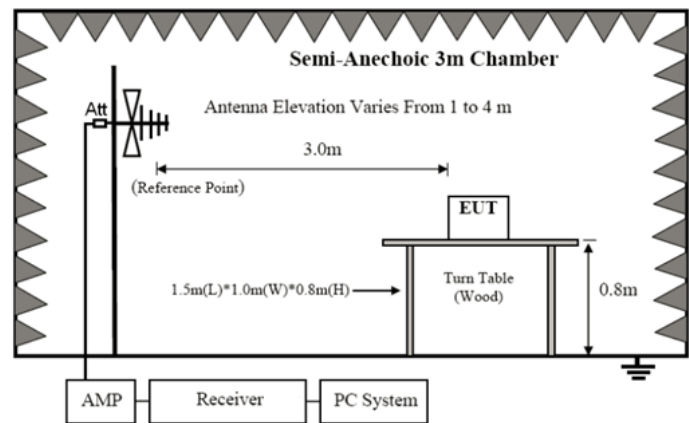 Semi-Anechoic 3m Chamber
Att
Antenna Elevation Varies From 1 to 4 m
3.0m
(Reference Point)
EUT
1.5m(L)*1.0m(W)*0.8m(H)
Turn Table
(Wood)
0.8m
AMP
Receiver
PC System